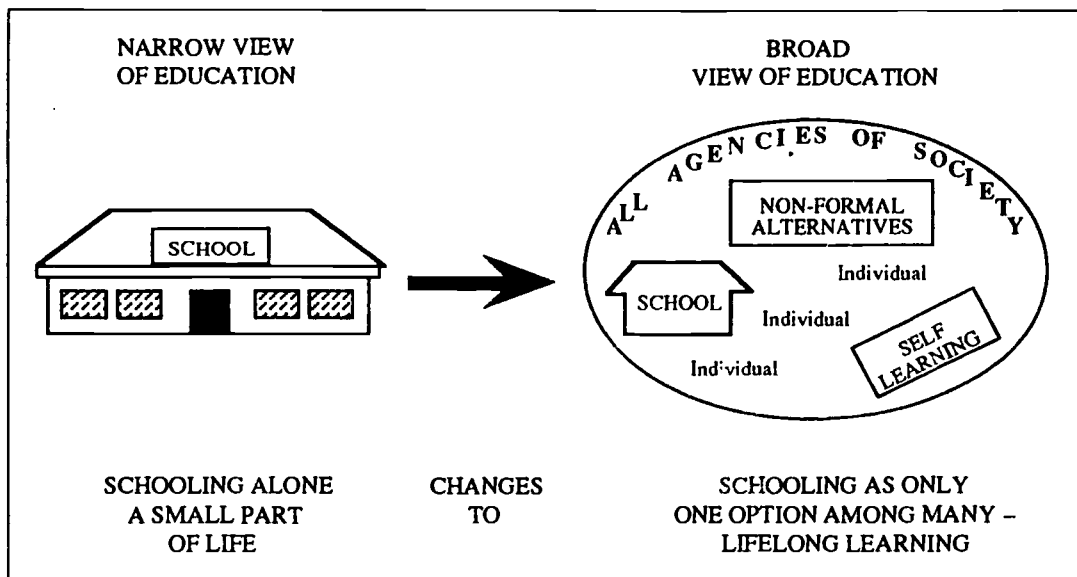 NARROW VIEW
OF EDUCATION
BROAD
VIEW OF EDUCATION
ALL AGENCIES OF SOCIETY
NON-FORMAL
ALTERNATIVES
SCHOOL
Individual
SCHOOL
Individual
SELF
LEARNING
Individual
SCHOOLING ALONE
A SMALL PART
OF LIFE
CHANGES
TO
SCHOOLING AS ONLY
ONE OPTION AMONG MANY –
LIFELONG LEARNING